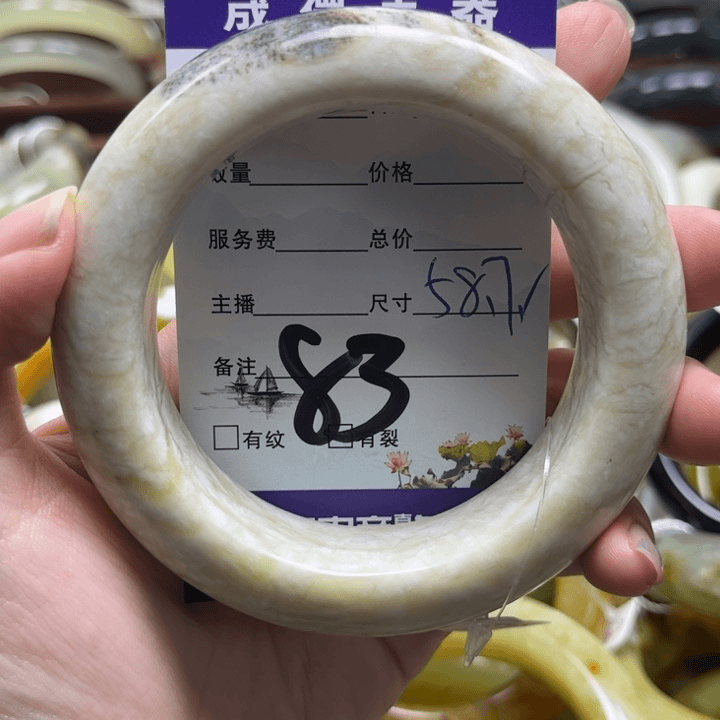 数量 价格
服务费 总价
主播 尺寸 58.7
备注 83
有纹 有裂